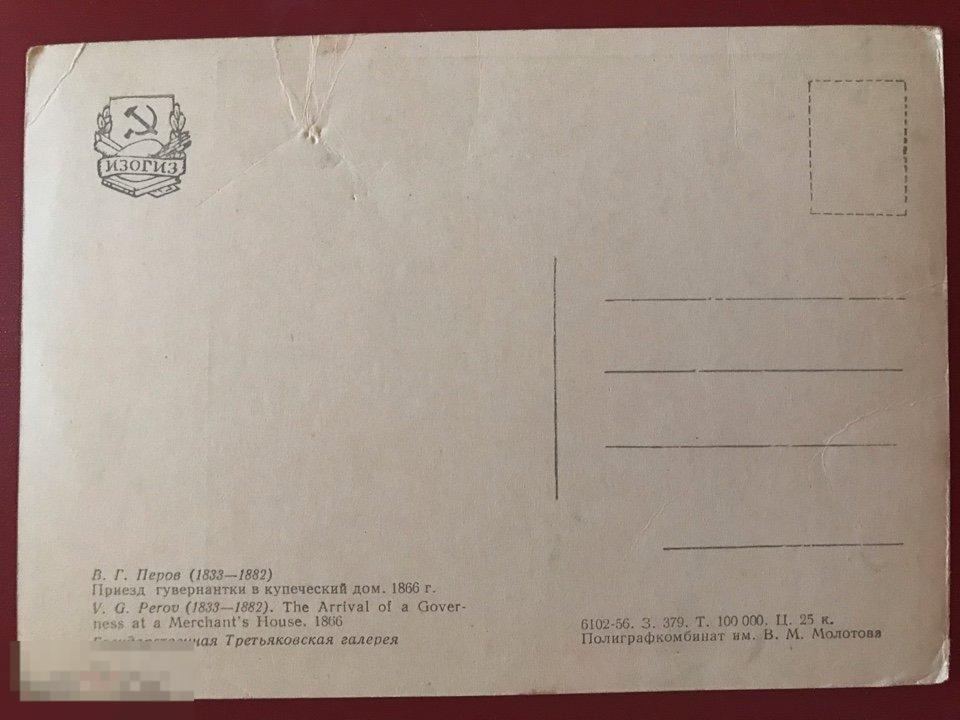 ИЗОГИЗ
В. Г. Перов (1833—1882)
Приезд гувернантки в купеческий дом. 1866 г.
V. G. Perov (1833—1882). The Arrival of a Gover-
ness at a Merchant's House. 1866
Государственная Третьяковская галерея
6102-56. З. 379. Т. 100 000. Ц. 25 к.
Полиграфкомбинат им. В. М. Молотова